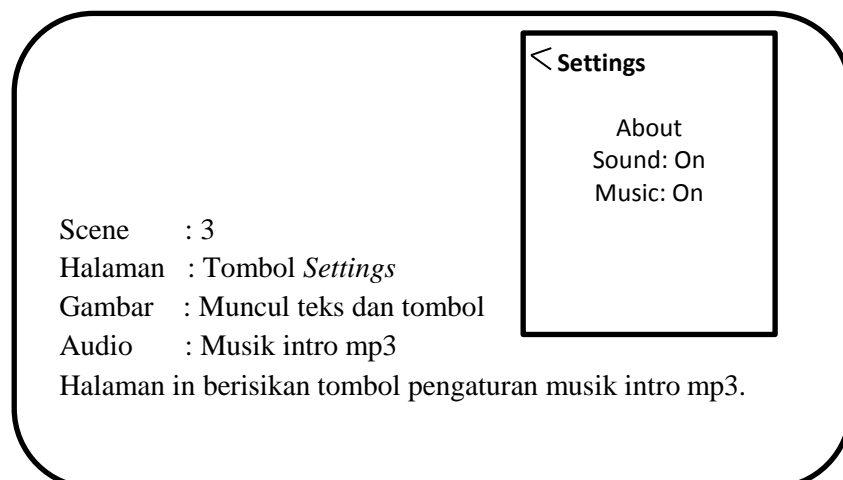 < Settings
About
Sound: On
Music: On
Scene : 3
Halaman : Tombol Settings
Gambar : Muncul teks dan tombol
Audio : Musik intro mp3
Halaman in berisikan tombol pengaturan musik intro mp3.